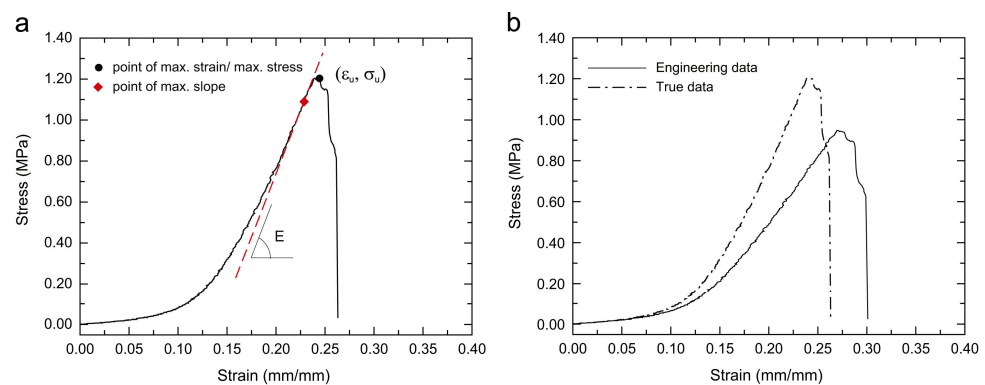 a
1.40
1.20
1.00
0.80
0.60
0.40
0.20
0.00
Stress (MPa)
point of max. strain/ max. stress
point of max. slope
(εu, σu)
E
0.00 0.05 0.10 0.15 0.20 0.25 0.30 0.35 0.40
Strain (mm/mm)
b
1.40
1.20
1.00
0.80
0.60
0.40
0.20
0.00
Stress (MPa)
Engineering data
True data
0.00 0.05 0.10 0.15 0.20 0.25 0.30 0.35 0.40
Strain (mm/mm)